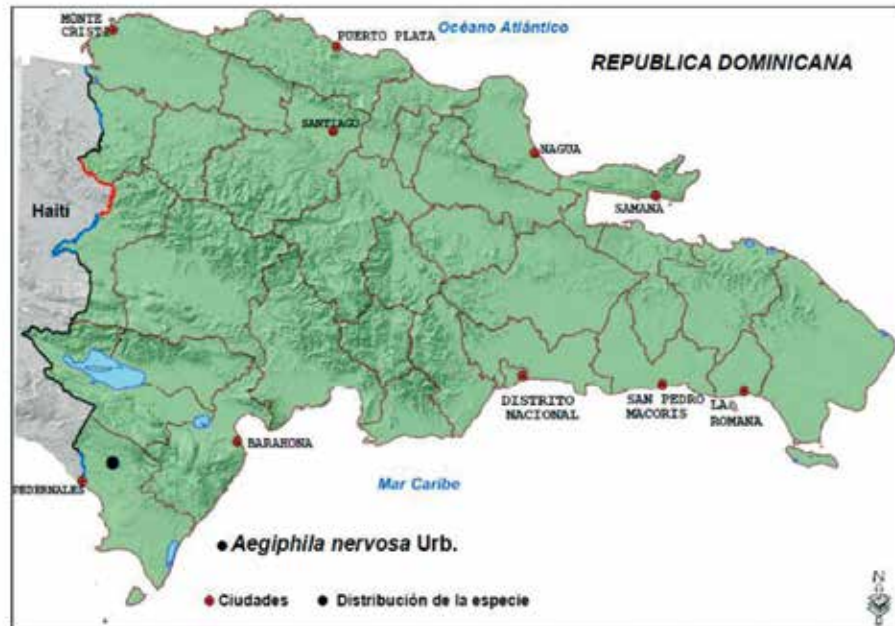 MONTE
CRISTI
PUERTO PLATA
Océano Atlántico
REPUBLICA DOMINICANA
SANTIAGO
NAGUA
SAMANA
Haití
DISTRITO
NACIONAL
SAN PEDRO
MACORIS
LA
ROMANA
BARAHONA
PEDERNALES
Mar Caribe
Aegiphila nervosa Urb.
Ciudades
Distribución de la especie
N